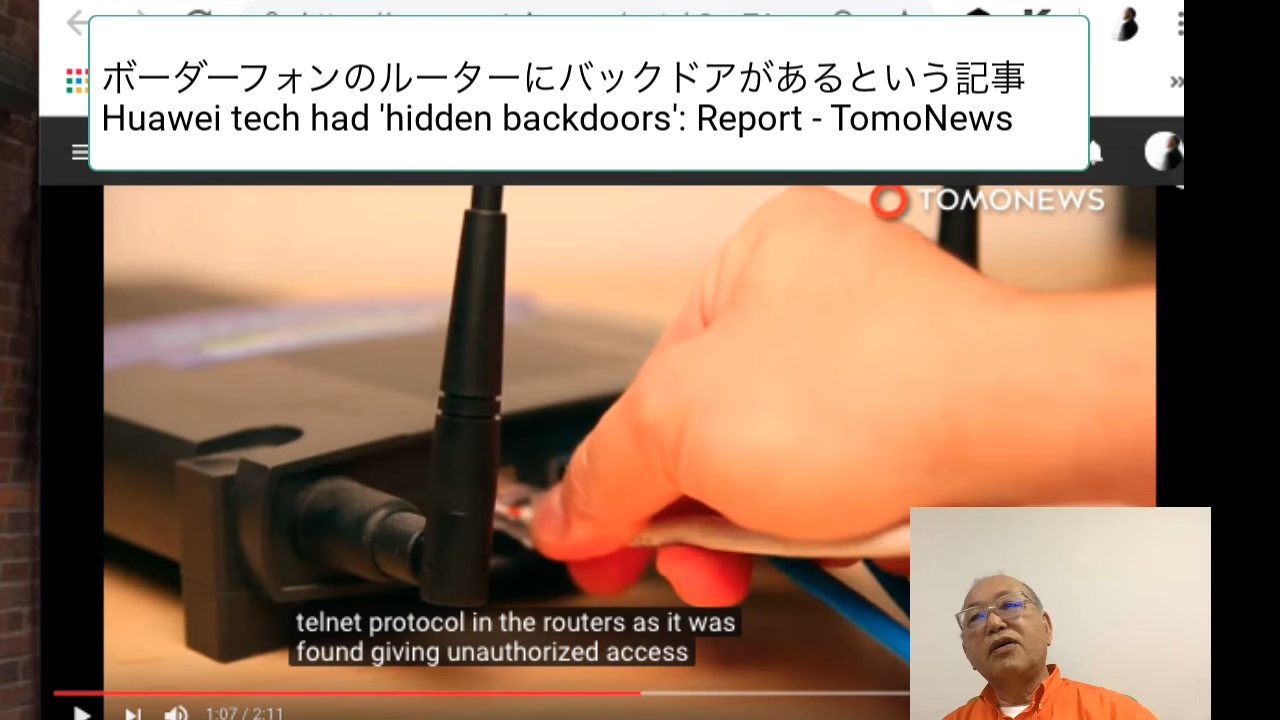 ボーダーフォンのルーターにバックドアがあるという記事
Huawei tech had 'hidden backdoors': Report - TomoNews
TOMONEWS
telnet protocol in the routers as it was
found giving unauthorized access
1:07 / 2:11